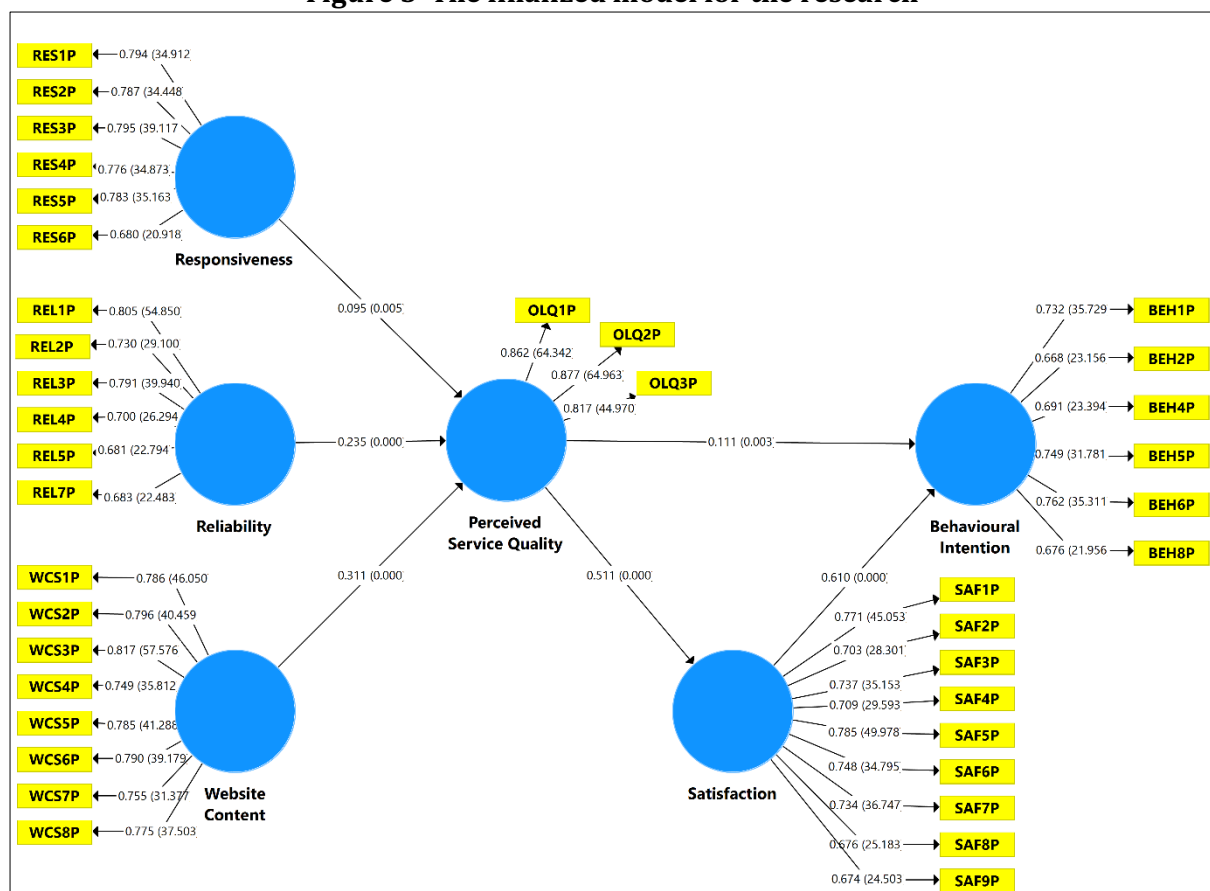 Figure 3- The finalized model for the research
RES1P
0.794 (34.912)
RES2P
0.787 (34.448)
RES3P
0.795 (39.117
RES4P
0.776 (34.873)
RES5P
0.783 (35.163
RES6P
0.680 (20.918)
Responsiveness
0.095 (0.005)
REL1P
0.805 (54.850)
REL2P
0.730 (29.100)
REL3P
0.791 (39.940)
REL4P
0.700 (26.294
REL5P
0.681 (22.794)
REL7P
0.683 (22.483)
Reliability
0.235 (0.000)
WCS1P
0.786 (46.050)
WCS2P
0.796 (40.459
WCS3P
0.817 (57.576
WCS4P
0.749 (35.812
WCS5P
0.785 (41.288
WCS6P
0.790 (39.179)
WCS7P
0.755 (31.377
WCS8P
0.775 (37.503)
Website
Content
0.311 (0.000)
OLQ1P
0.862 (64.342)
OLQ2P
0.877 (64.963)
OLQ3P
0.817 (44.970)
Perceived
Service Quality
0.111 (0.003)
0.511 (0.000)
BEH1P
0.732 (35.729
BEH2P
0.668 (23.156
BEH4P
0.691 (23.394
BEH5P
0.749 (31.781
BEH6P
0.762 (35.311
BEH8P
0.676 (21.956
Behavioural
Intention
0.610 (0.000)
SAF1P
0.771 (45.053)
SAF2P
0.703 (28.301)
SAF3P
0.737 (35.153)
SAF4P
0.709 (29.593)
SAF5P
0.785 (49.978)
SAF6P
0.748 (34.795)
SAF7P
0.734 (36.747)
SAF8P
0.676 (25.183)
SAF9P
0.674 (24.503
Satisfaction